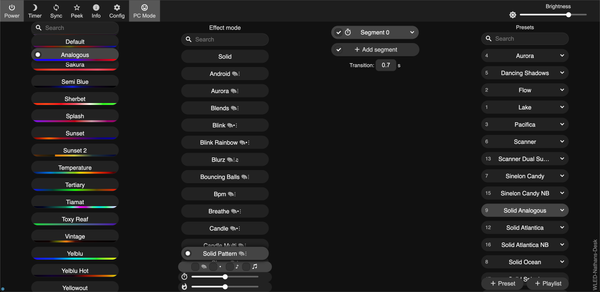 Power
Timer
Sync
Peek
Info
Config
PC Mode
Brightness
Search
Default
Analogous
Sakura
Semi Blue
Sherbet
Splash
Sunset
Sunset 2
Temperature
Tertiary
Tiamat
Toxy Reaf
Vintage
Yelblu
Yelblu Hot
Yellowout
Effect mode
Search
Solid
Android
Aurora
Blends
Blink
Blink Rainbow
Blurz
Bouncing Balls
Bpm
Breathe
Candle
Candle Multi
Solid Pattern
Segment 0
+ Add segment
Transition: 0.7 s
Presets
Search
4 Aurora
5 Dancing Shadows
2 Flow
1 Lake
3 Pacifica
6 Scanner
13 Scanner Dual Su...
7 Sinelon Candy
15 Sinelon Candy NB
9 Solid Analogous
12 Solid Atlantica
16 Solid Atlantica NB
8 Solid Ocean
+ Preset
+ Playlist
WLED-Nathans-Desk